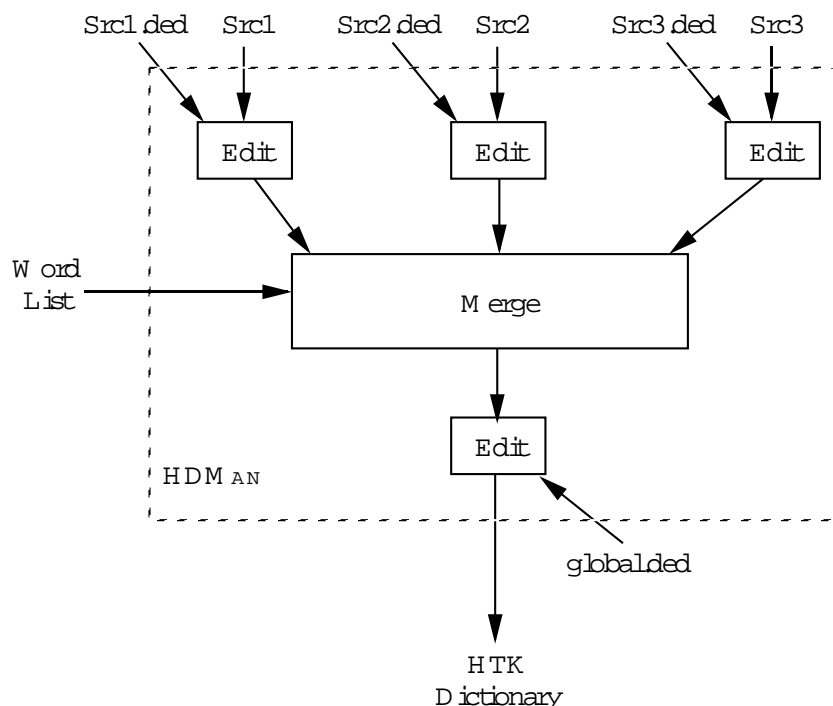 Src1.ded Src1 Src2.ded Src2 Src3.ded Src3
Edit Edit Edit
Word
List
Merge
Edit
HDMAN
global.ded
HTK
Dictionary